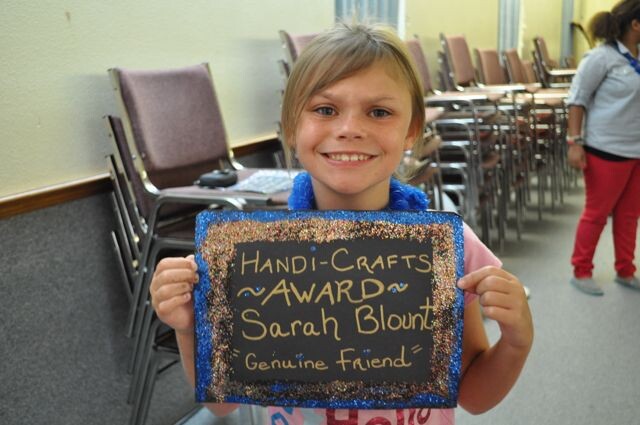 HANDI-CRAFTS
~AWARD~
Sarah Blount
"Genuine Friend"